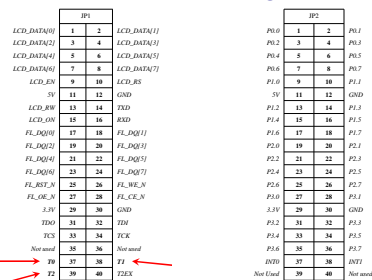 JP1 JP2
LCD_DATA[0] 1 2 LCD_DATA[1] P0.0 1 2 P0.1
LCD_DATA[2] 3 4 LCD_DATA[3] P0.2 3 4 P0.3
LCD_DATA[4] 5 6 LCD_DATA[5] P0.4 5 6 P0.5
LCD_DATA[6] 7 8 LCD_DATA[7] P0.6 7 8 P0.7
LCD_EN 9 10 LCD_RS P1.0 9 10 P1.1
5V 11 12 GND 5V 11 12 GND
LCD_RW 13 14 TXD P1.2 13 14 P1.3
LCD_ON 15 16 RXD P1.4 15 16 P1.5
FL_DQ[0] 17 18 FL_DQ[1] P1.6 17 18 P1.7
FL_DQ[2] 19 20 FL_DQ[3] P2.0 19 20 P2.1
FL_DQ[4] 21 22 FL_DQ[5] P2.2 21 22 P2.3
FL_DQ[6] 23 24 FL_DQ[7] P2.4 23 24 P2.5
FL_RST_N 25 26 FL_WE_N P2.6 25 26 P2.7
FL_OE_N 27 28 FL_CE_N P3.0 27 28 P3.1
3.3V 29 30 GND 3.3V 29 30 GND
TDO 31 32 TDI P3.2 31 32 P3.3
TCS 33 34 TCK P3.4 33 34 P3.5
Not used 35 36 Not used P3.6 35 36 P3.7
T0 37 38 T1 INT0 37 38 INT1
T2 39 40 T2EX Not Used 39 40 Not used